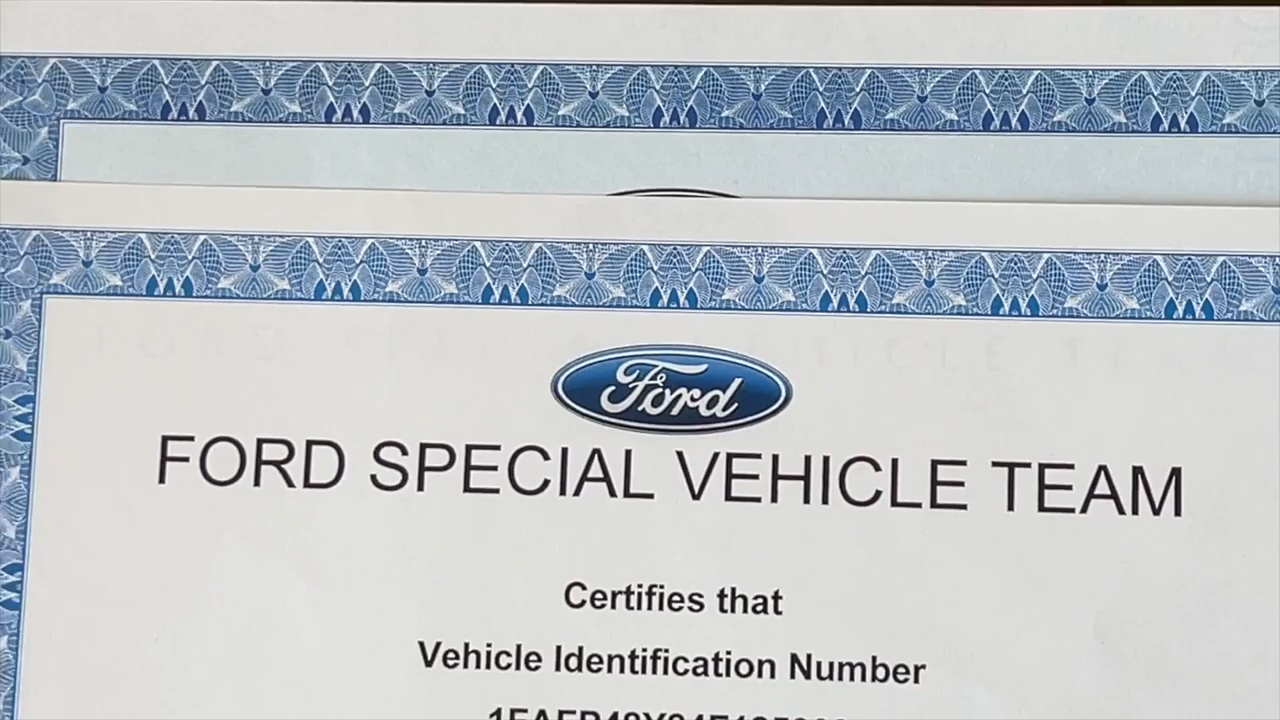 Ford
FORD SPECIAL VEHICLE TEAM
Certifies that
Vehicle Identification Number